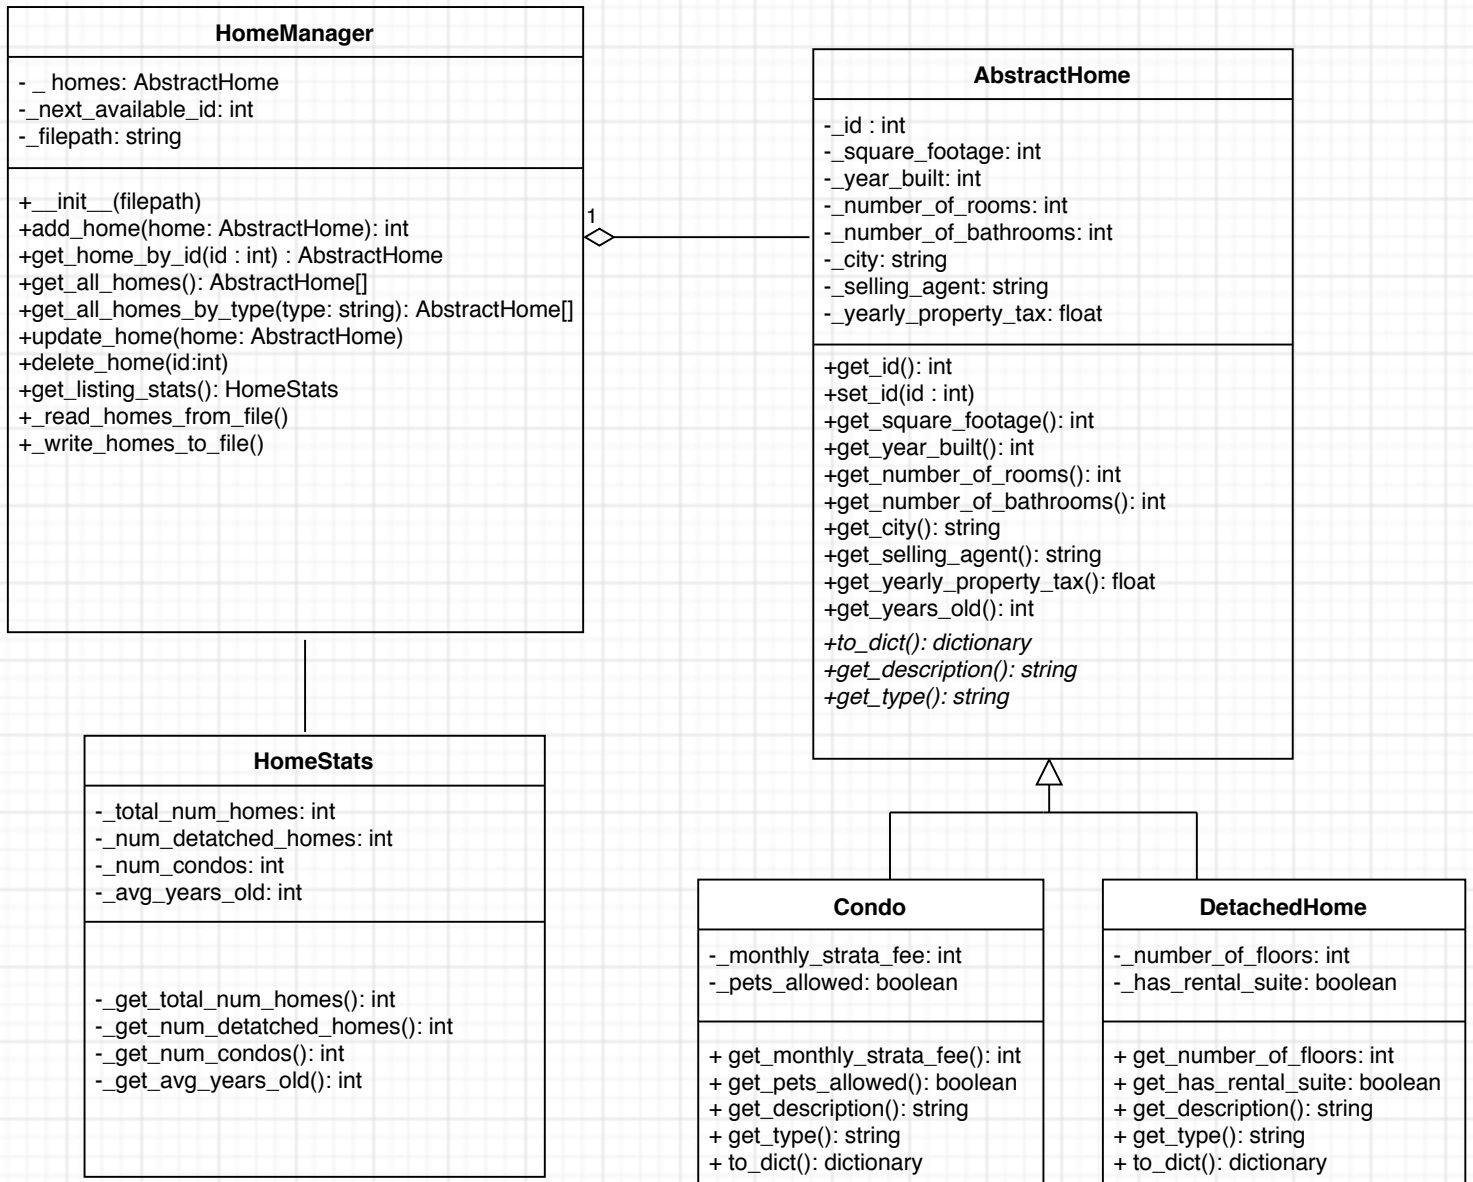 HomeManager
- _ homes: AbstractHome
-_next_available_id: int
-_filepath: string
+__init__(filepath)
+add_home(home: AbstractHome): int
+get_home_by_id(id : int) : AbstractHome
+get_all_homes(): AbstractHome[]
+get_all_homes_by_type(type: string): AbstractHome[]
+update_home(home: AbstractHome)
+delete_home(id:int)
+get_listing_stats(): HomeStats
+_read_homes_from_file()
+_write_homes_to_file()
1
AbstractHome
-_id : int
-_square_footage: int
-_year_built: int
-_number_of_rooms: int
-_number_of_bathrooms: int
-_city: string
-_selling_agent: string
-_yearly_property_tax: float
+get_id(): int
+set_id(id : int)
+get_square_footage(): int
+get_year_built(): int
+get_number_of_rooms(): int
+get_number_of_bathrooms(): int
+get_city(): string
+get_selling_agent(): string
+get_yearly_property_tax(): float
+get_years_old(): int
+to_dict(): dictionary
+get_description(): string
+get_type(): string
HomeStats
-_total_num_homes: int
-_num_detatched_homes: int
-_num_condos: int
-_avg_years_old: int
-_get_total_num_homes(): int
-_get_num_detatched_homes(): int
-_get_num_condos(): int
-_get_avg_years_old(): int
Condo
-_monthly_strata_fee: int
-_pets_allowed: boolean
+ get_monthly_strata_fee(): int
+ get_pets_allowed(): boolean
+ get_description(): string
+ get_type(): string
+ to_dict(): dictionary
DetachedHome
-_number_of_floors: int
-_has_rental_suite: boolean
+ get_number_of_floors: int
+ get_has_rental_suite: boolean
+ get_description(): string
+ get_type(): string
+ to_dict(): dictionary